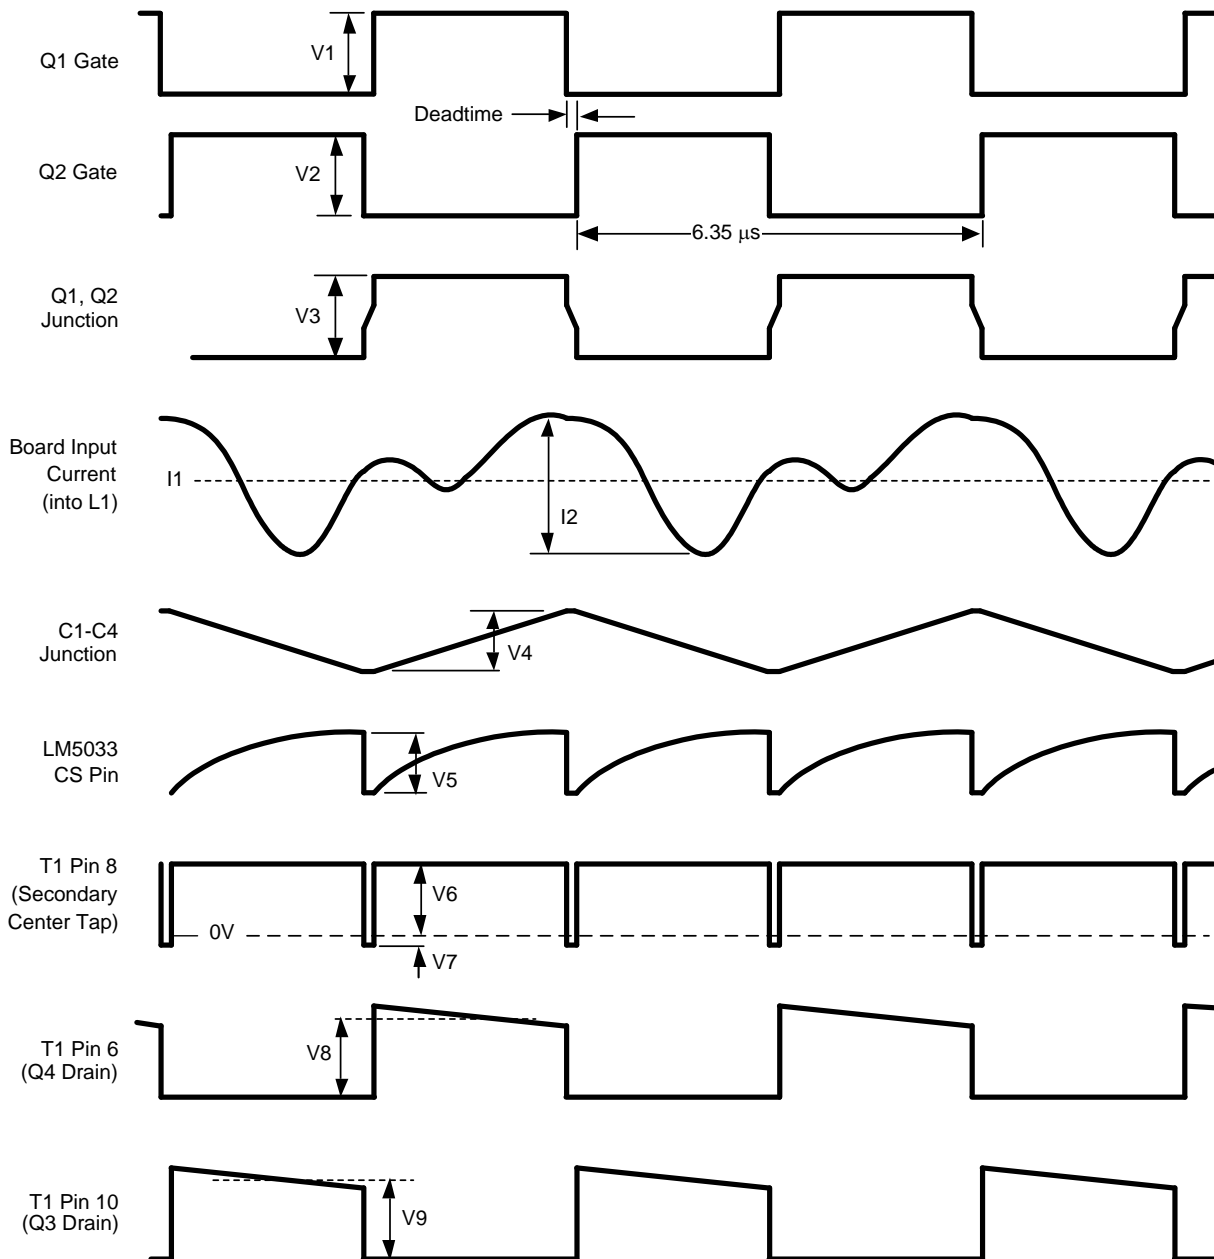 Q1 Gate
V1
Deadtime
Q2 Gate
V2
6.35 μs
Q1, Q2
Junction
V3
Board Input
Current
(into L1)
I1
I2
C1-C4
Junction
V4
LM5033
CS Pin
V5
T1 Pin 8
(Secondary
Center Tap)
V6
0V
V7
T1 Pin 6
(Q4 Drain)
V8
T1 Pin 10
(Q3 Drain)
V9